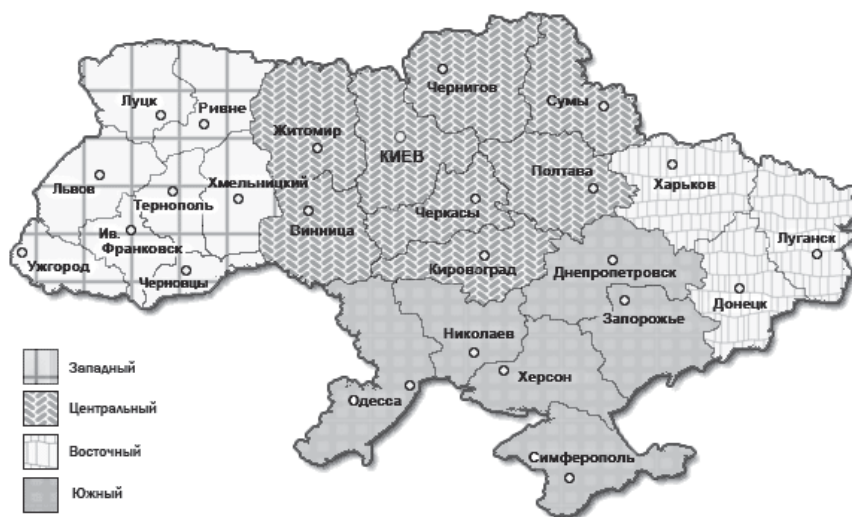 Чернигов
Луцк
Ривне
Сумы
Житомир
КИЕВ
Полтава
Харьков
Львов
Хмельницкий
Тернополь
Черкасы
Ив.
Франковск
Винница
Луганск
Ужгород
Кировоград
Днепропетровск
Черновцы
Донецк
Запорожье
Николаев
Херсон
Одесса
Симферополь
Западный
Центральный
Восточный
Южный